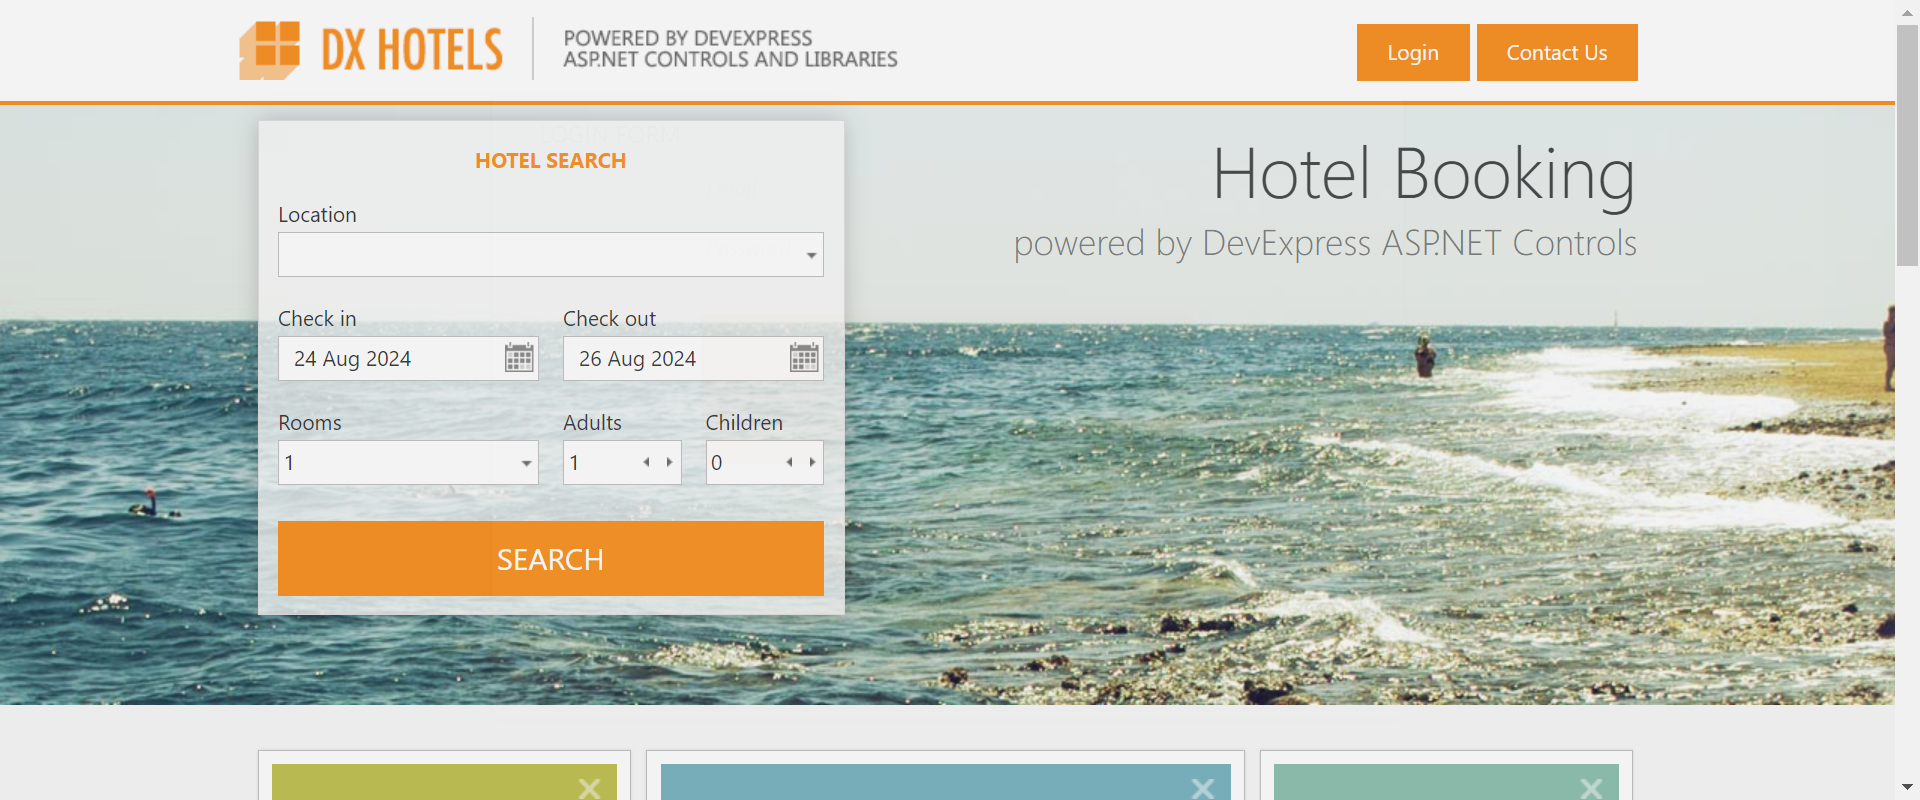 DX HOTELS
POWERED BY DEVEXPRESS
ASP.NET CONTROLS AND LIBRARIES
Login
Contact Us
LOGIN FORM
HOTEL SEARCH
Hotel Booking
powered by DevExpress ASP.NET Controls
Location
Check in
Check out
24 Aug 2024
26 Aug 2024
Rooms
Adults
Children
1
1
0
SEARCH